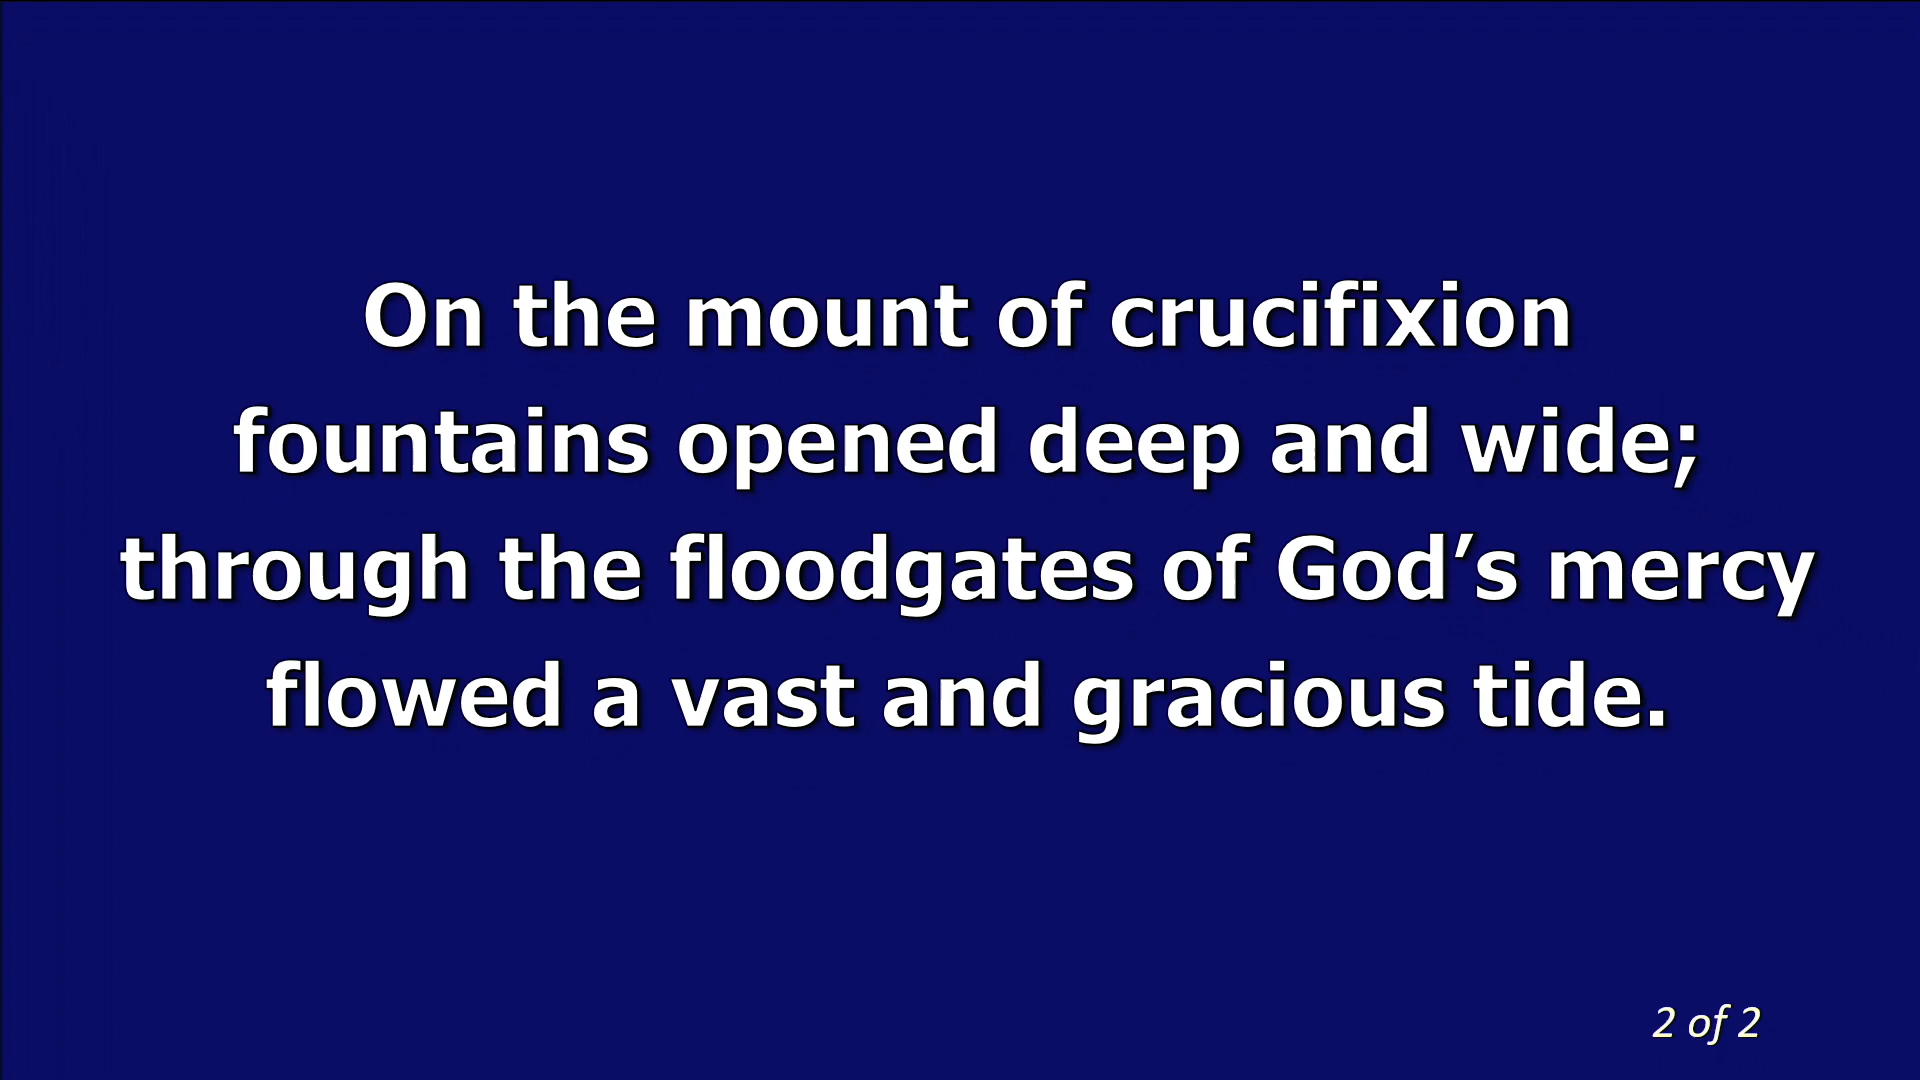 On the mount of crucifixion
fountains opened deep and wide;
through the floodgates of God’s mercy
flowed a vast and gracious tide.
2 of 2